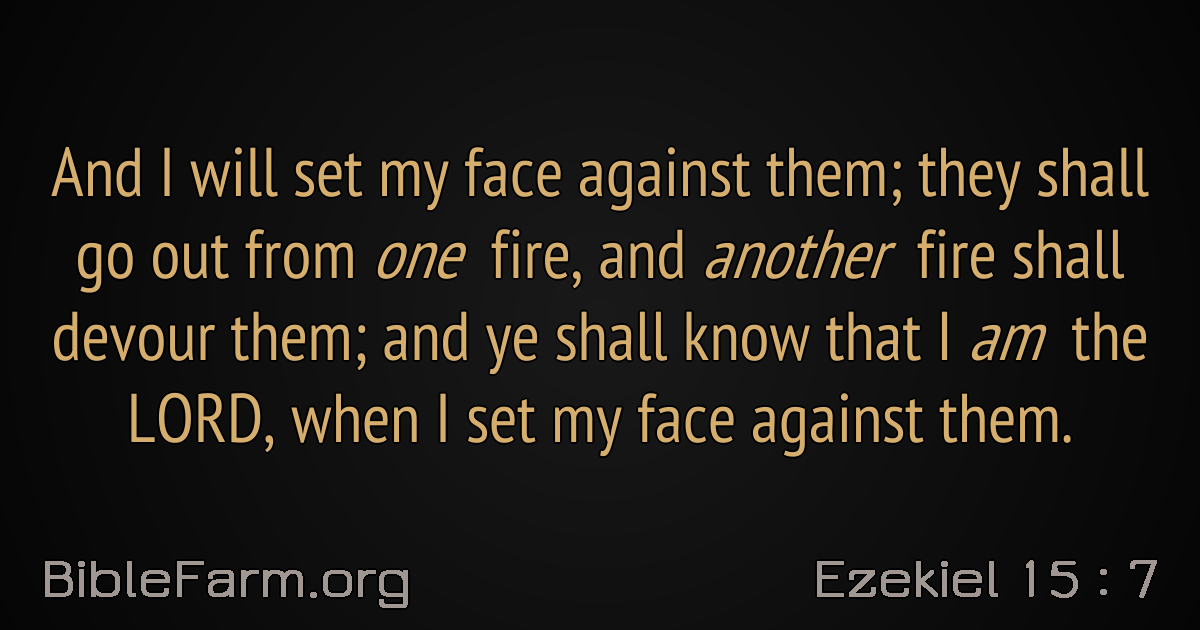 And I will set my face against them; they shall
go out from one fire, and another fire shall
devour them; and ye shall know that I am the
LORD, when I set my face against them.
BibleFarm.org
Ezekiel 15 : 7